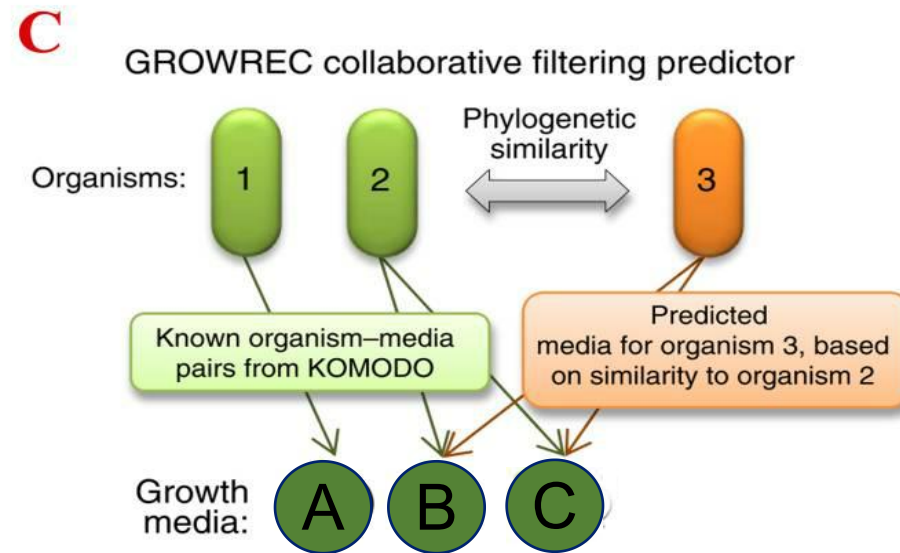 C
GROWREC collaborative filtering predictor
Organisms:
1
2
Phylogenetic
similarity
3
Known organism–media
pairs from KOMODO
Predicted
media for organism 3, based
on similarity to organism 2
Growth
media:
A
B
C